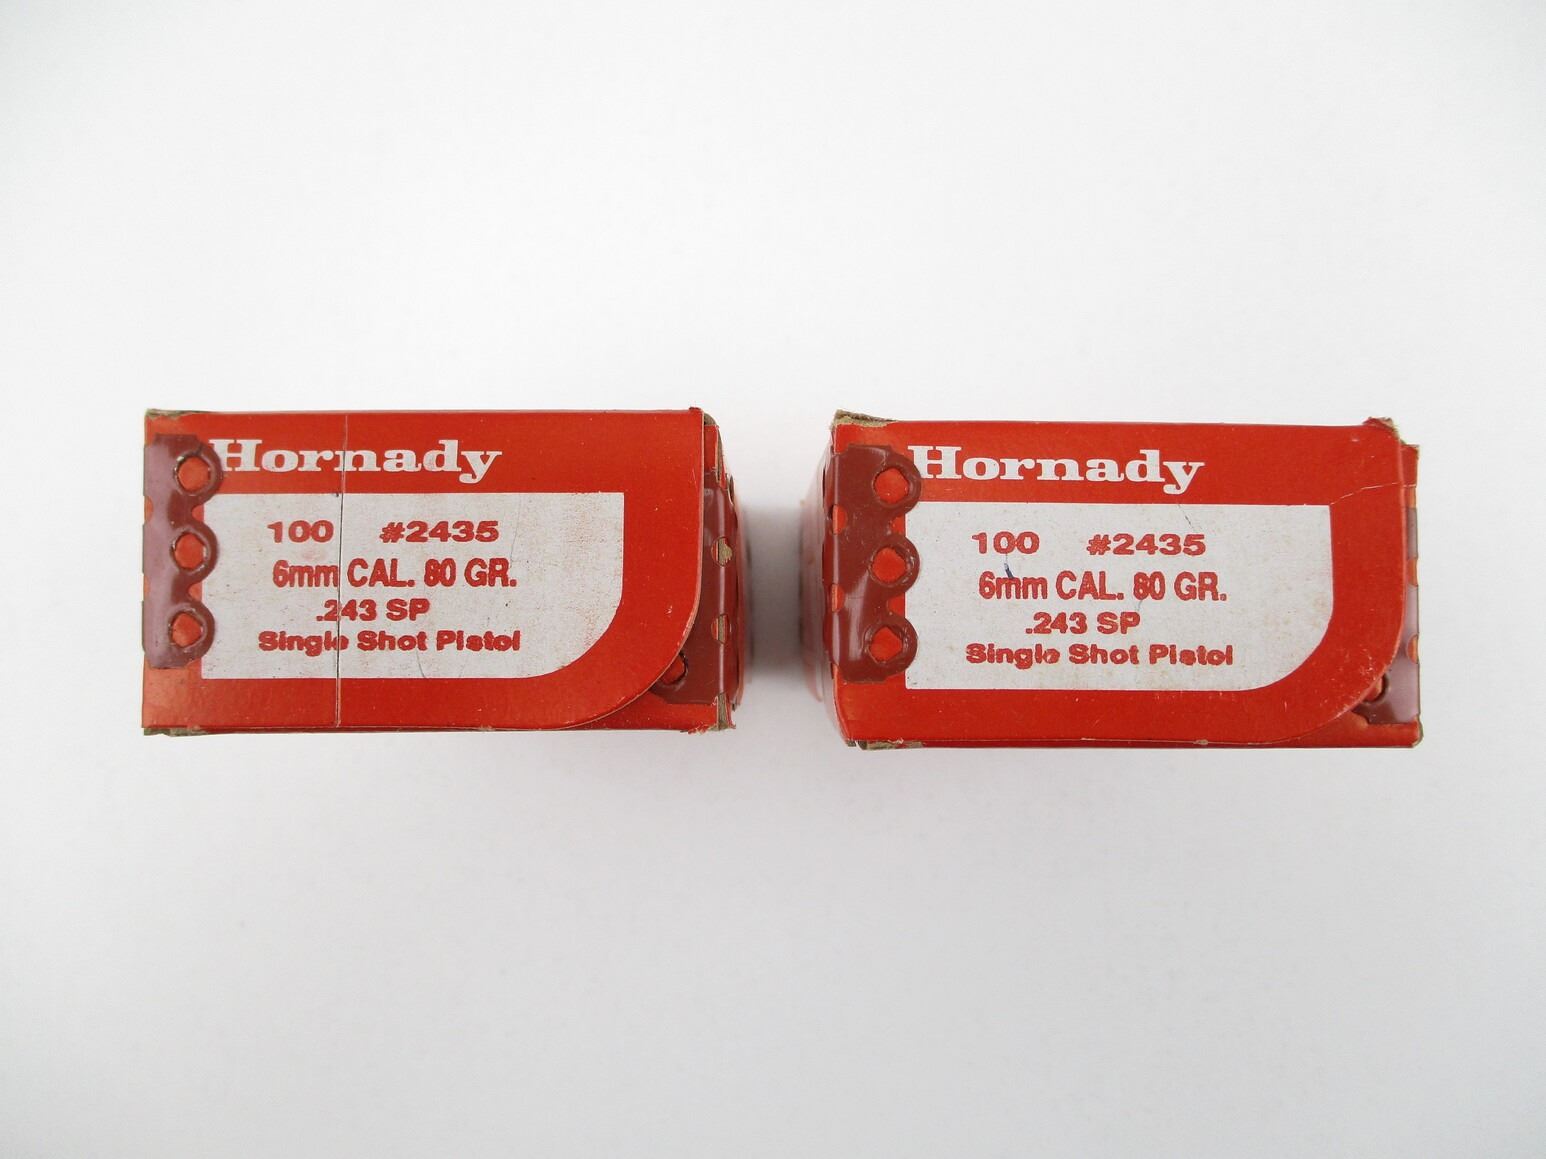 Hornady
100 #2435
6mm CAL. 80 GR.
.243 SP
Single Shot Pistol
Hornady
100 #2435
6mm CAL. 80 GR.
.243 SP
Single Shot Pistol